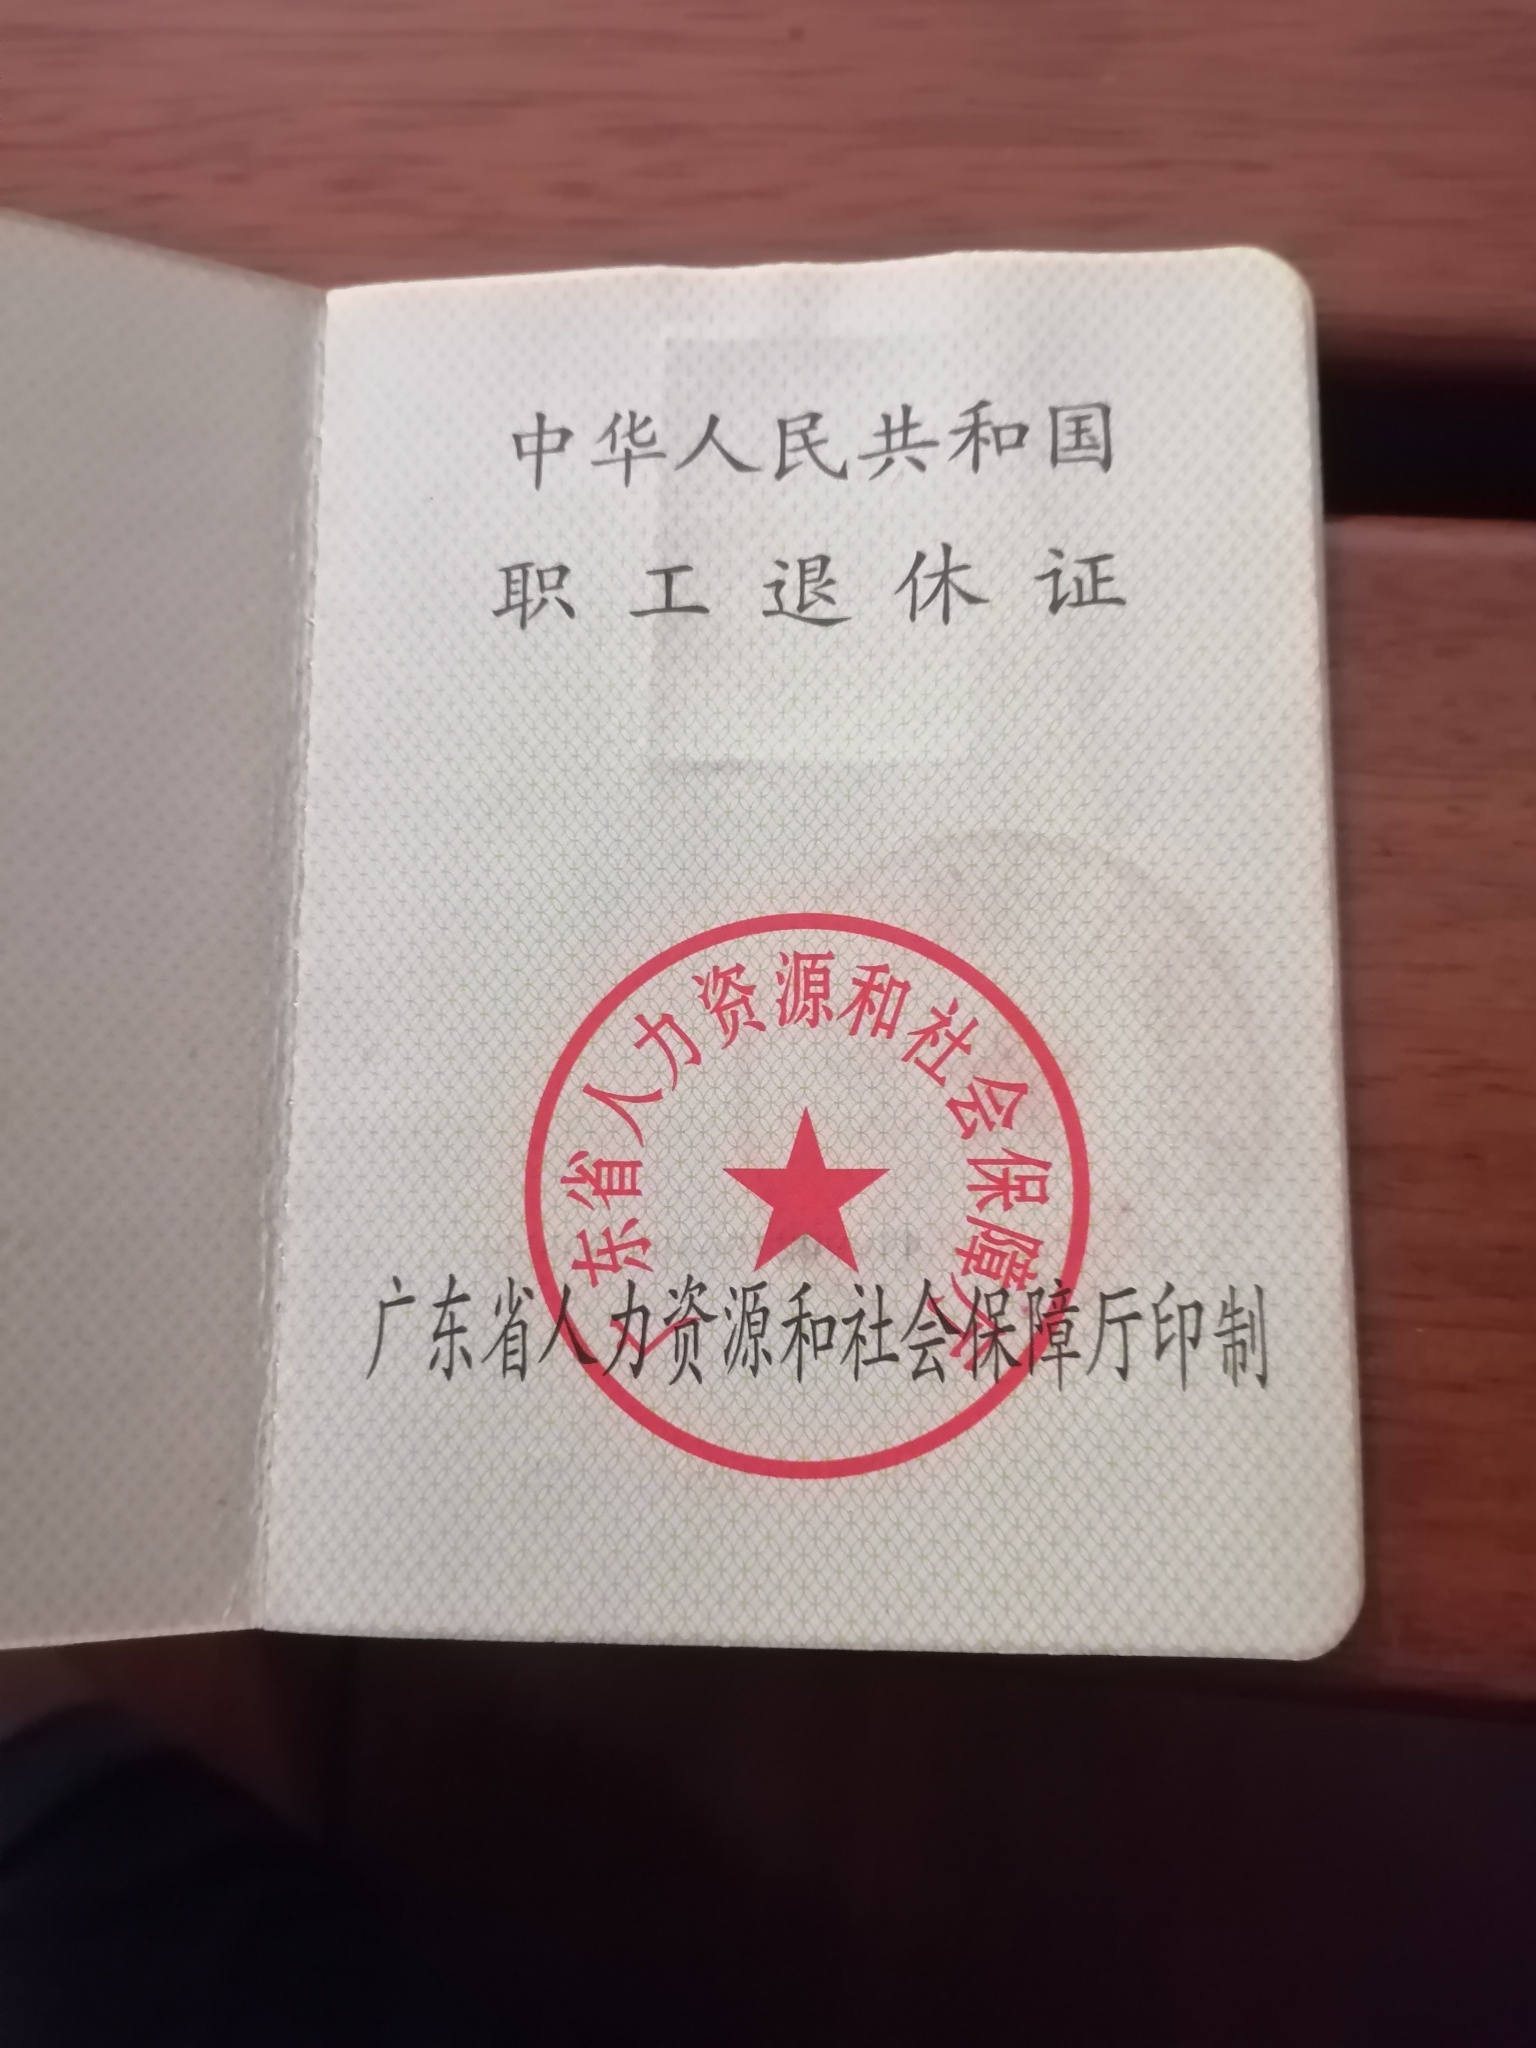 中华人民共和国
职工退休证
广东省人力资源和社会保障厅
广东省人力资源和社会保障厅印制